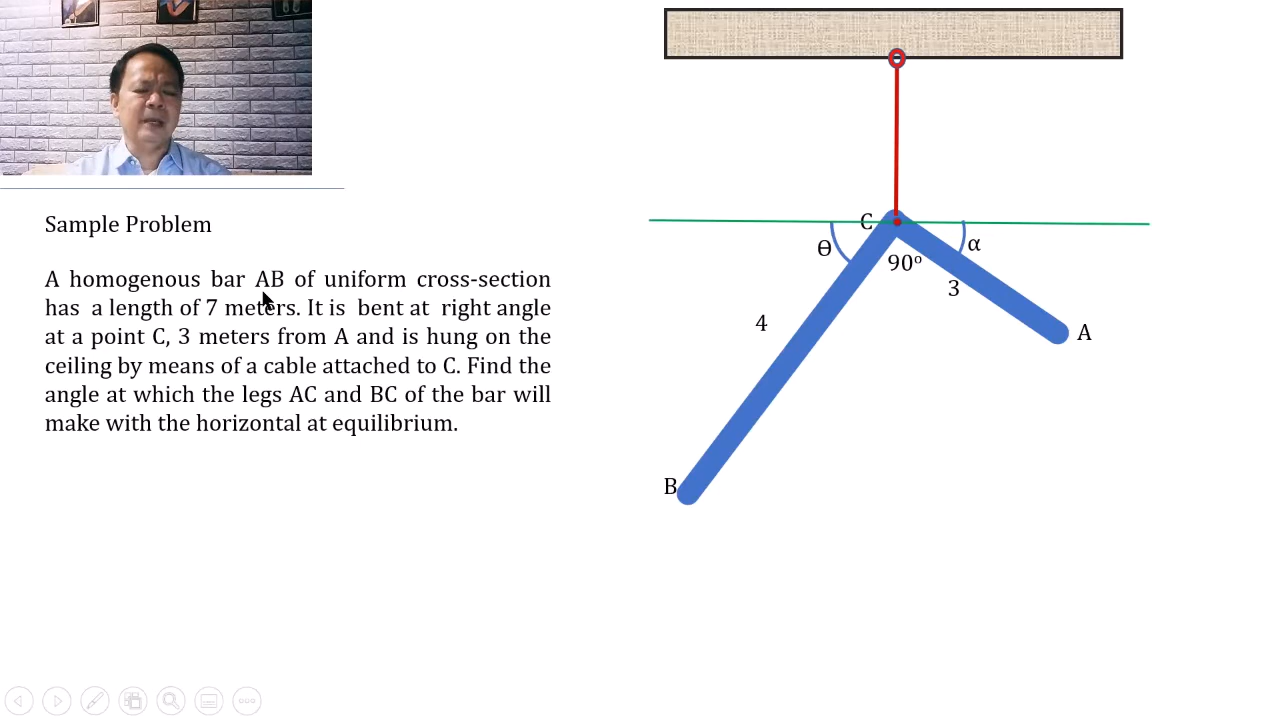 Sample Problem
A homogenous bar AB of uniform cross-section
has a length of 7 meters. It is bent at right angle
at a point C, 3 meters from A and is hung on the
ceiling by means of a cable attached to C. Find the
angle at which the legs AC and BC of the bar will
make with the horizontal at equilibrium.
C
ϴ
α
90ᵒ
3
4
A
B